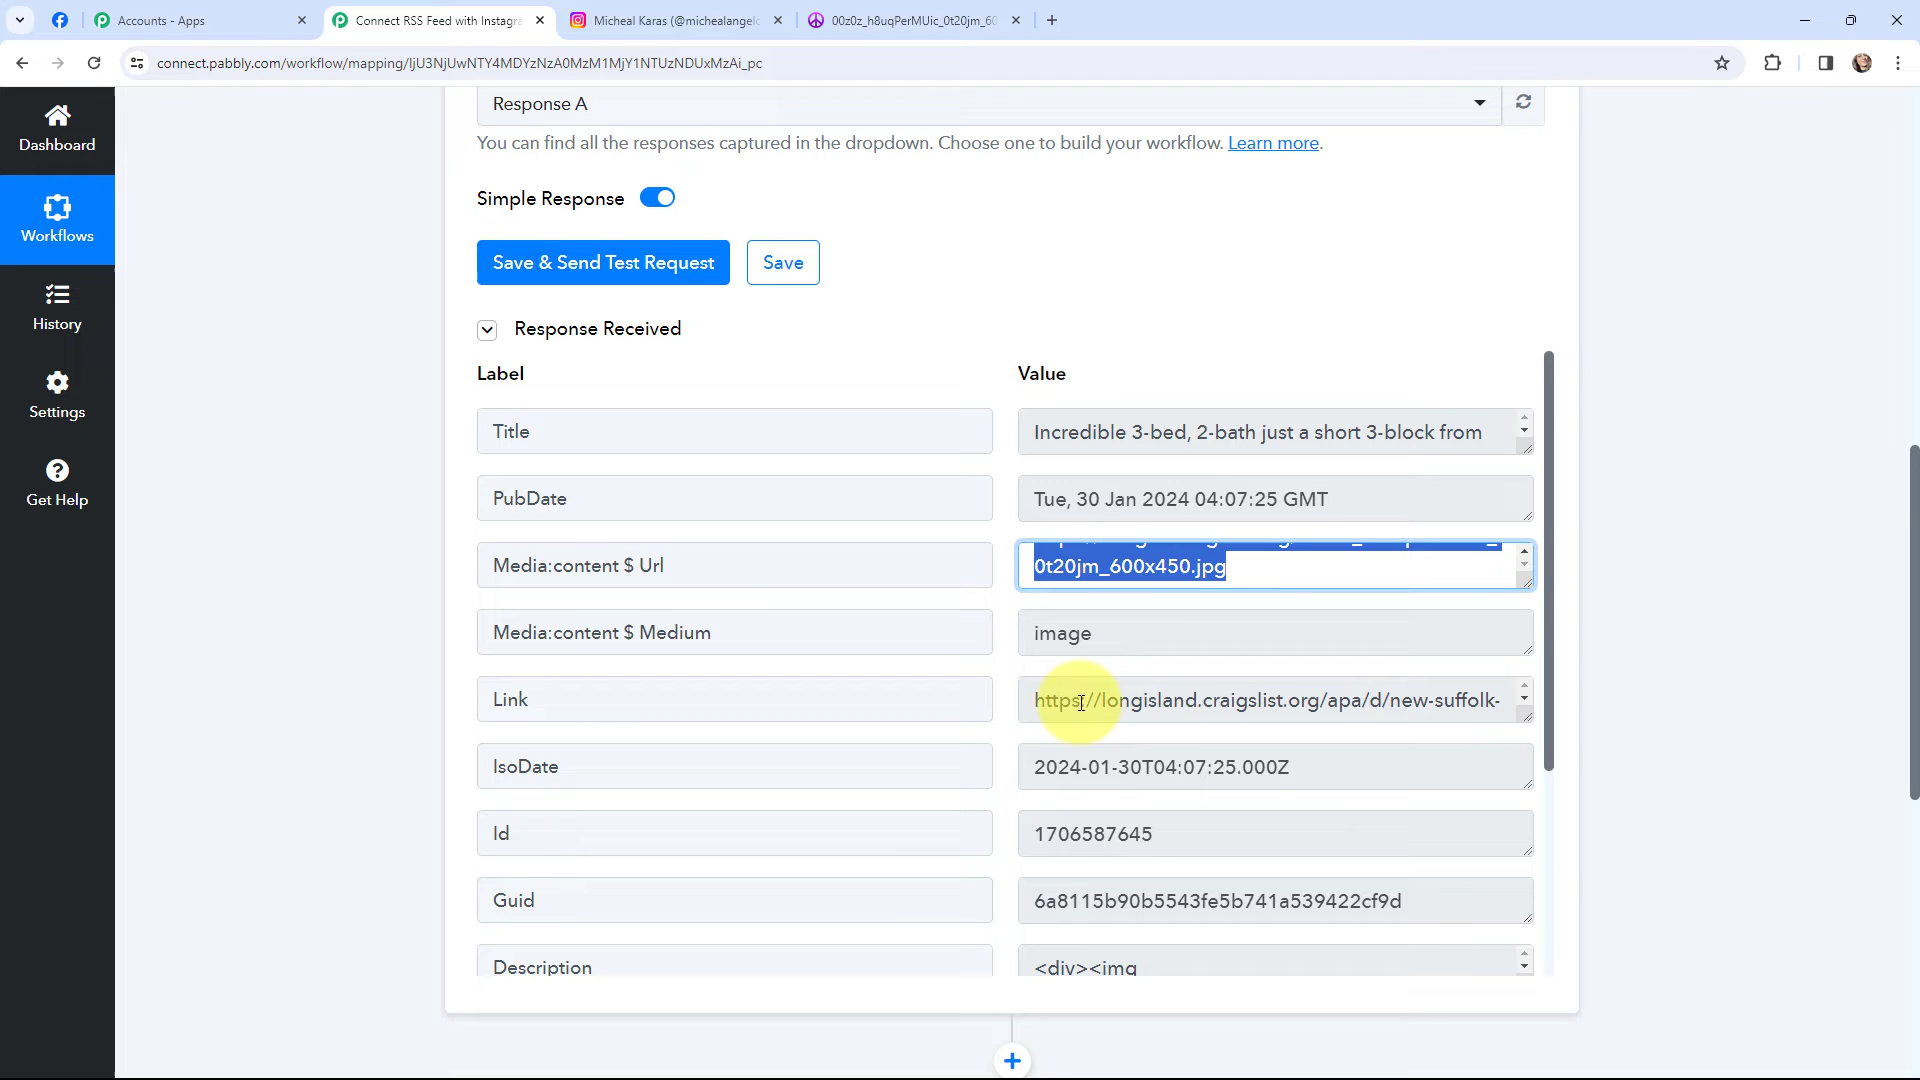 Accounts - Apps
Connect RSS Feed with Instagra
Micheal Karas (@michealangelo
00z0z_h8uqPerMUic_0t20jm_60
connect.pabbly.com/workflow/mapping/IjU3NjUwNTY4MDYzNzA0MzM1MjY1NTUzNDUxMzAi_pc
Dashboard
Workflows
History
Settings
Get Help
Response A
You can find all the responses captured in the dropdown. Choose one to build your workflow. Learn more.
Simple Response
Save & Send Test Request
Save
Response Received
Label
Value
Title
Incredible 3-bed, 2-bath just a short 3-block from
PubDate
Tue, 30 Jan 2024 04:07:25 GMT
Media:content $ Url
0t20jm_600x450.jpg
Media:content $ Medium
image
Link
https://longisland.craigslist.org/apa/d/new-suffolk-
IsoDate
2024-01-30T04:07:25.000Z
Id
1706587645
Guid
6a8115b90b5543fe5b741a539422cf9d
Description
<div><img